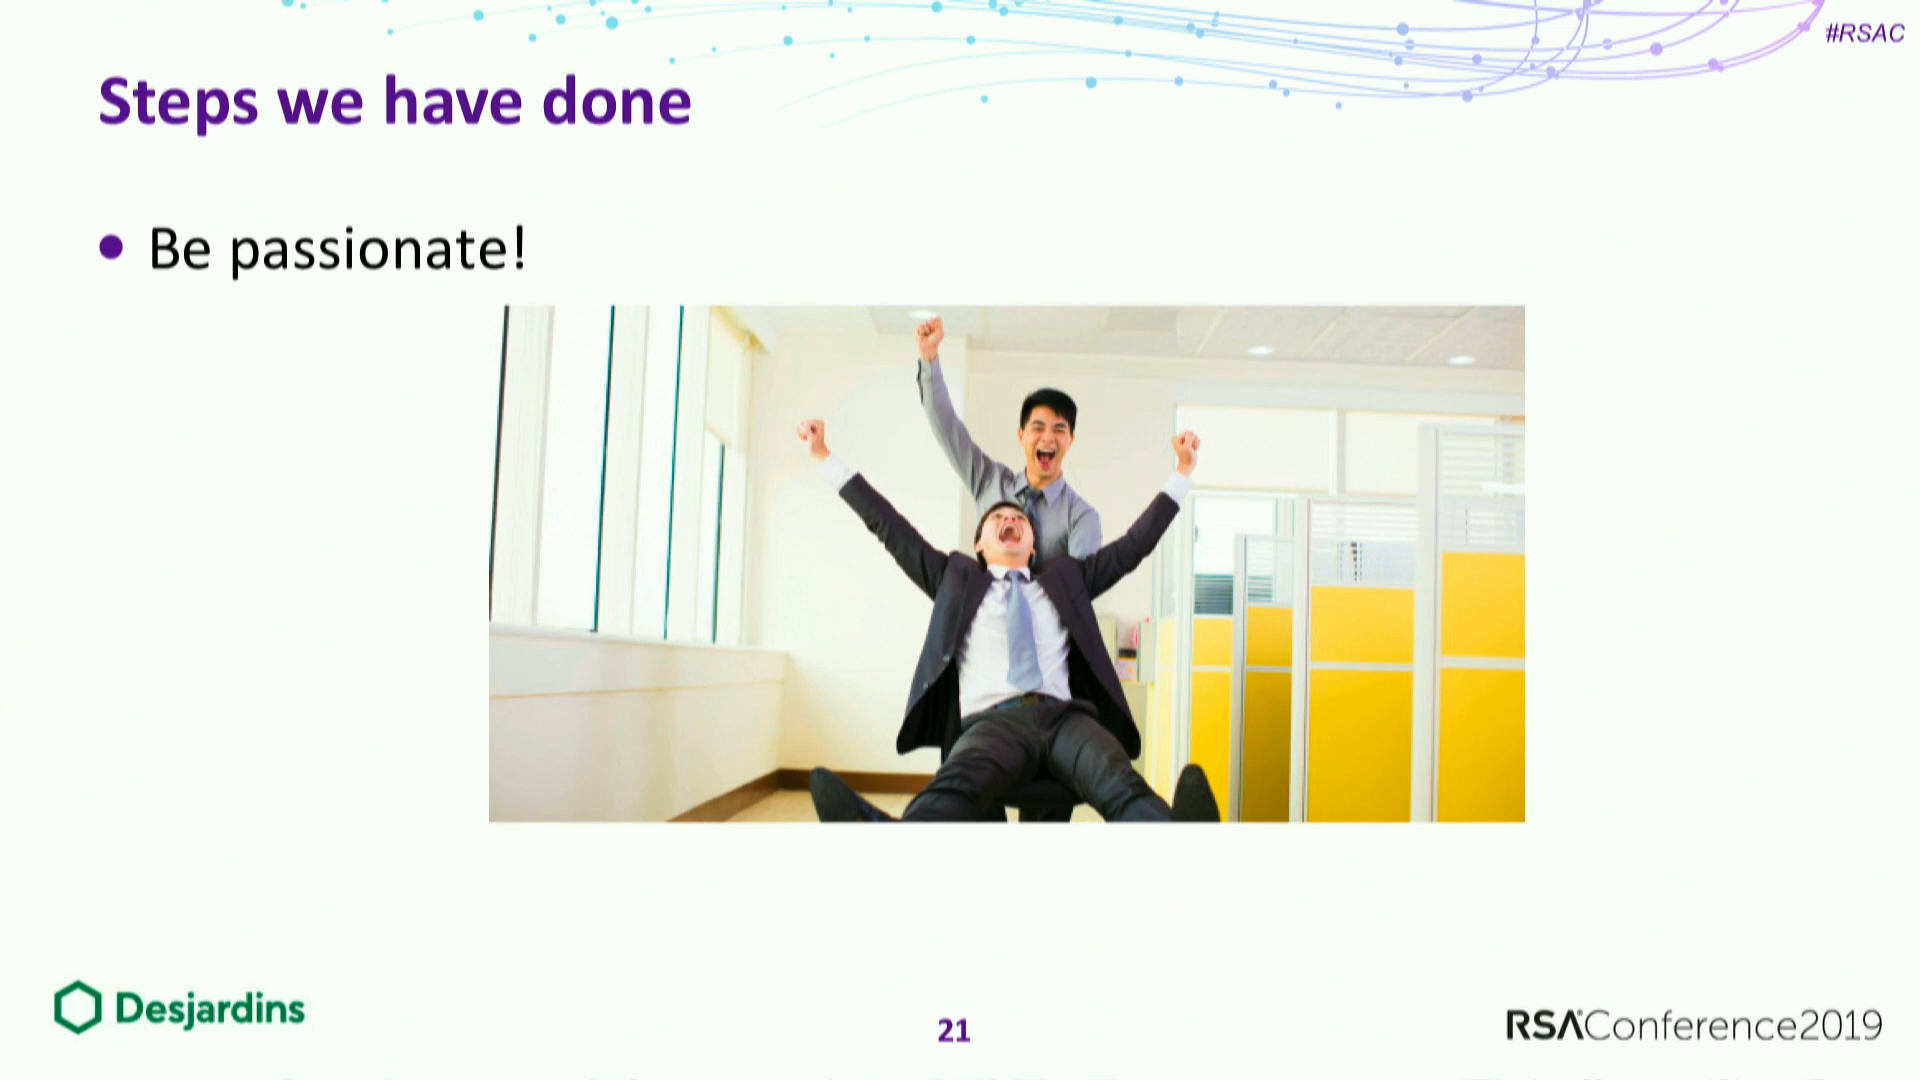 #RSAC
Steps we have done
• Be passionate!
Desjardins
21
RSAConference2019